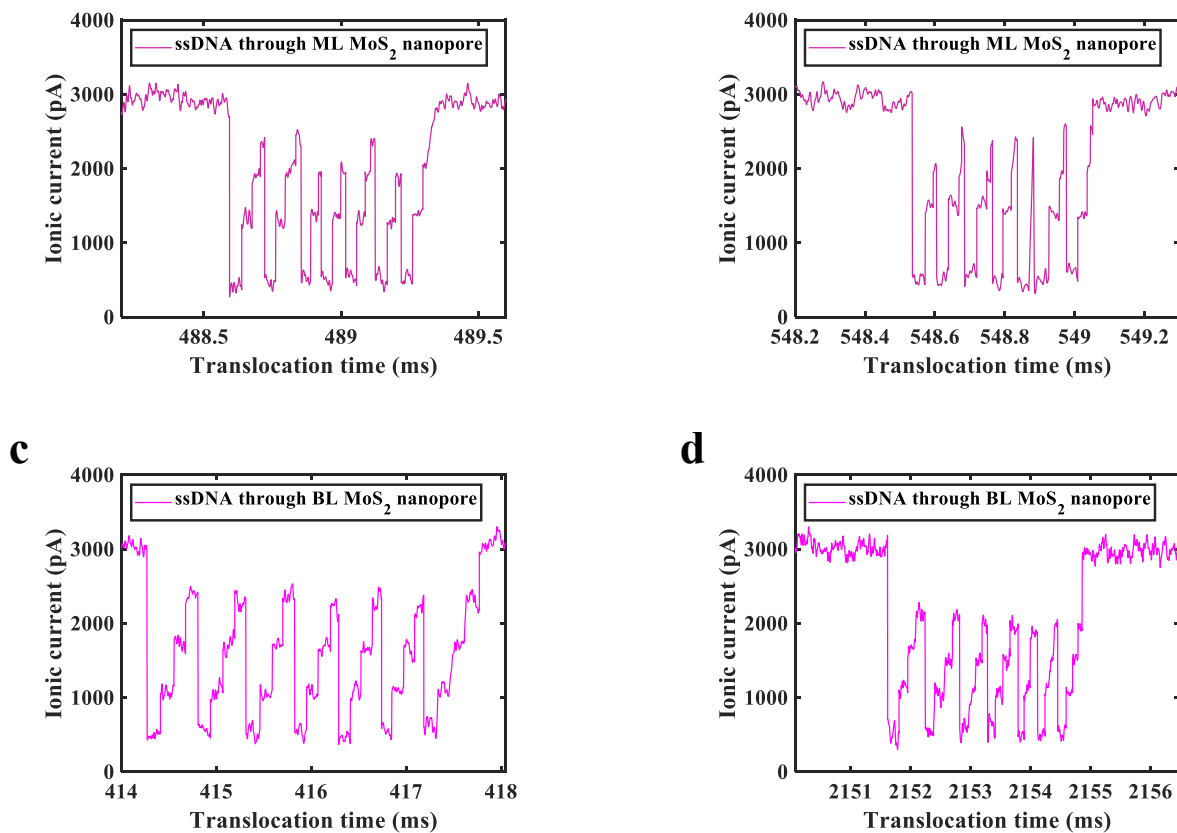 4000
3000
2000
1000
0
Ionic current (pA)
ssDNA through ML MoS2 nanopore
488.5 489 489.5
Translocation time (ms)
4000
3000
2000
1000
0
Ionic current (pA)
ssDNA through ML MoS2 nanopore
548.2 548.4 548.6 548.8 549 549.2
Translocation time (ms)
c
4000
3000
2000
1000
0
Ionic current (pA)
ssDNA through BL MoS2 nanopore
414 415 416 417 418
Translocation time (ms)
d
4000
3000
2000
1000
0
Ionic current (pA)
ssDNA through BL MoS2 nanopore
2151 2152 2153 2154 2155 2156
Translocation time (ms)